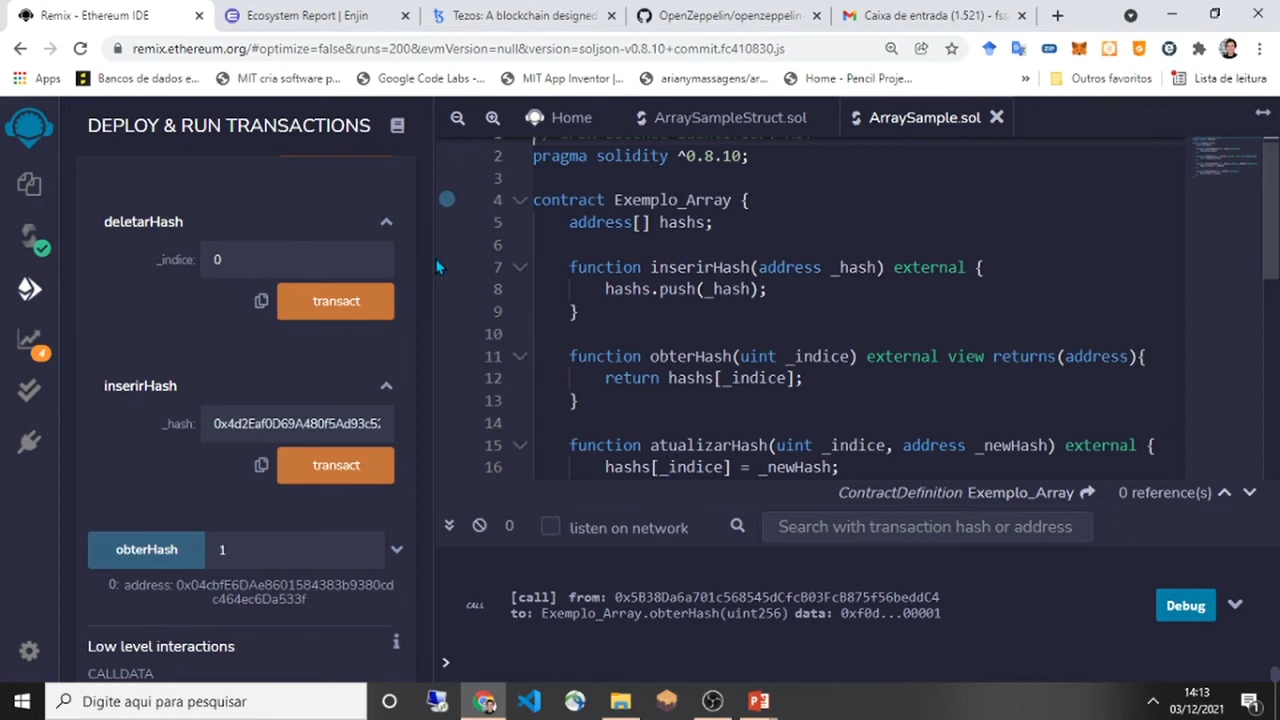 Remix - Ethereum IDE
Ecosystem Report | Enjin
Tezos: A blockchain designed
OpenZeppelin/openzeppelin-
Caixa de entrada (1.521) - fss
remix.ethereum.org/#optimize=false&runs=200&evmVersion=null&version=soljson-v0.8.10+commit.fc410830.js
Apps
Bancos de dados e...
MIT cria software p...
Google Code Labs -...
MIT App Inventor |...
arianymassagens/ar...
Home - Pencil Proje...
»
Outros favoritos
Lista de leitura
DEPLOY & RUN TRANSACTIONS
Home
ArraySampleStruct.sol
ArraySample.sol
2 pragma solidity ^0.8.10;
3
4 contract Exemplo_Array {
5 address[] hashs;
6
7 function inserirHash(address _hash) external {
8 hashs.push(_hash);
9 }
10
11 function obterHash(uint _indice) external view returns(address){
12 return hashs[_indice];
13 }
14
15 function atualizarHash(uint _indice, address _newHash) external {
16 hashs[_indice] = _newHash;
deletarHash
_indice: 0
transact
4
inserirHash
_hash: 0x4d2Eaf0D69A480f5Ad93c52
transact
obterHash 1
0: address: 0x04cbfE6DAe8601584383b9380cd
c464ec6Da533f
Low level interactions
i
CALLDATA
ContractDefinition Exemplo_Array 0 reference(s)
0 listen on network
Search with transaction hash or address
CALL
[call] from: 0x5B38Da6a701c568545dCfcB03FcB875f56beddC4
to: Exemplo_Array.obterHash(uint256) data: 0xf0d...00001
Debug
>
Digite aqui para pesquisar
14:13
03/12/2021
1